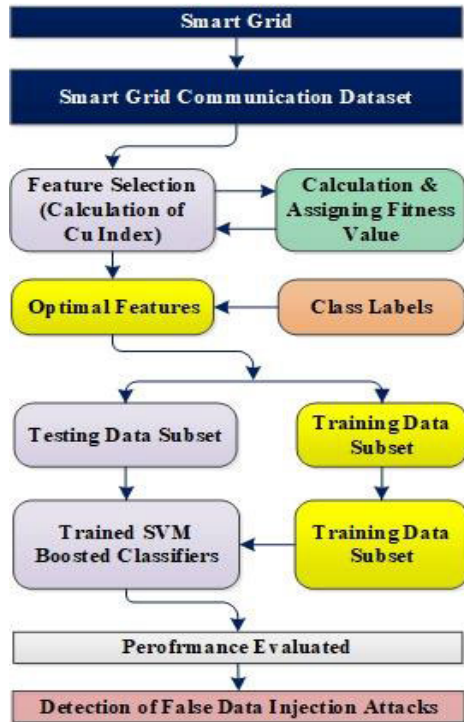 Smart Grid
Smart Grid Communication Dataset
Feature Selection
(Calculation of
Cu Index)
Calculation &
Assigning Fitness
Value
Optimal Features
Class Labels
Testing Data Subset
Training Data
Subset
Trained SVM
Boosted Classifiers
Training Data
Subset
Perofrmance Evaluated
Detection of False Data Injection Attacks